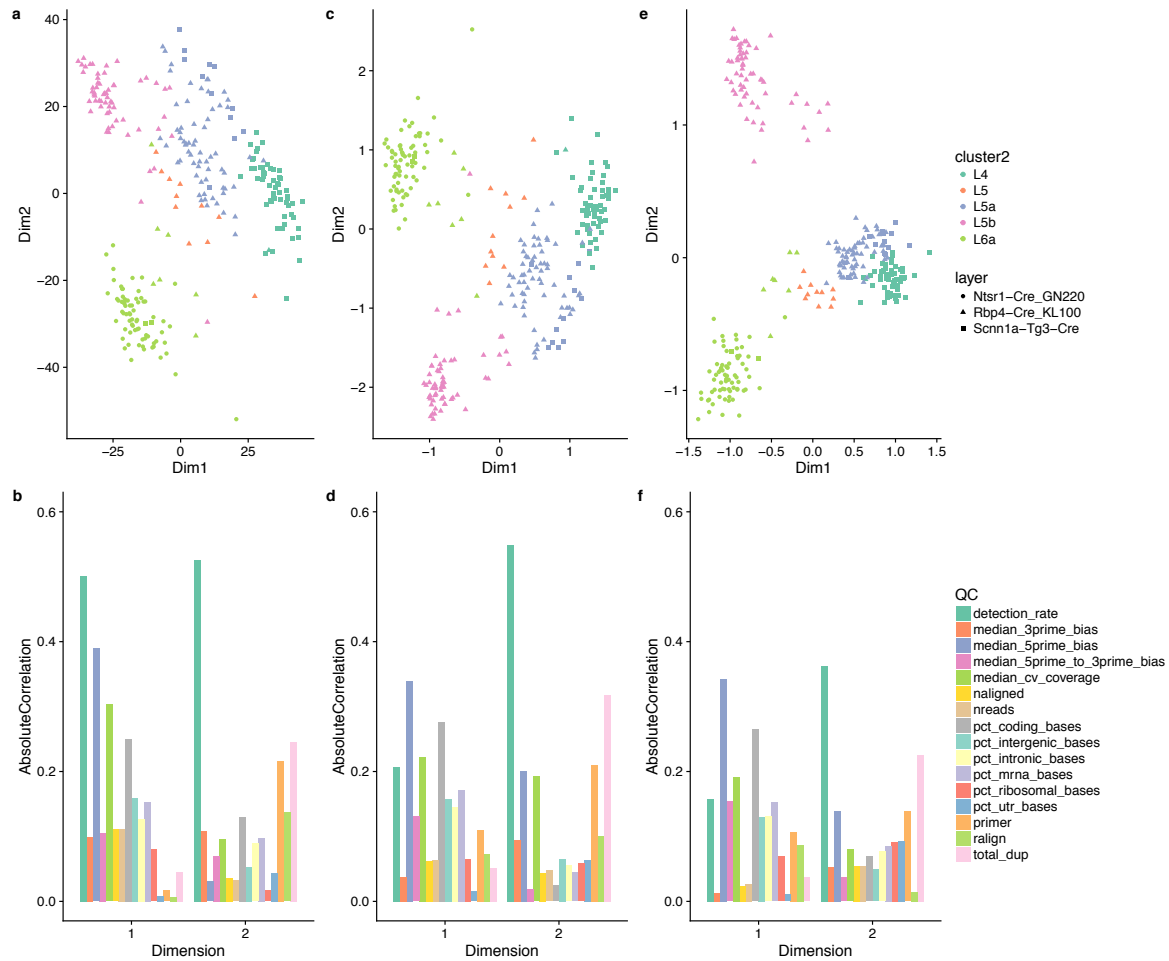 a
40
20
0
−20
−40
Dim2
−25
0
25
Dim1
c
2
1
0
−1
−2
Dim2
−1
0
1
Dim1
e
1
0
−1
Dim2
−1.5
−1.0
−0.5
0.0
0.5
1.0
1.5
Dim1
cluster2
L4
L5
L5a
L5b
L6a
layer
Ntsr1−Cre_GN220
Rbp4−Cre_KL100
Scnn1a−Tg3−Cre
b
0.6
0.4
0.2
0.0
AbsoluteCorrelation
1
2
Dimension
d
0.6
0.4
0.2
0.0
AbsoluteCorrelation
1
2
Dimension
f
0.6
0.4
0.2
0.0
AbsoluteCorrelation
1
2
Dimension
QC
detection_rate
median_3prime_bias
median_5prime_bias
median_5prime_to_3prime_bias
median_cv_coverage
naligned
nreads
pct_coding_bases
pct_intergenic_bases
pct_intronic_bases
pct_mrna_bases
pct_ribosomal_bases
pct_utr_bases
primer
ralign
total_dup